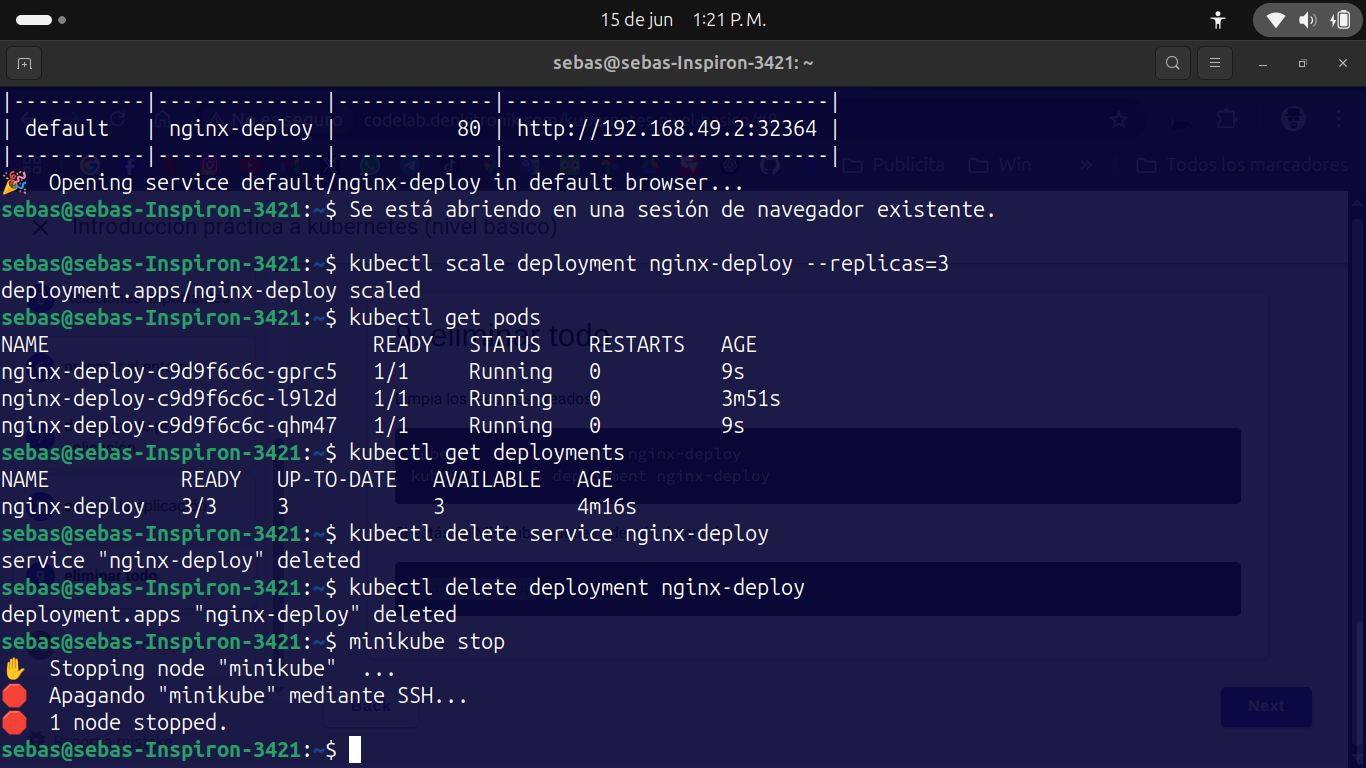 15 de jun 1:21 P. M.
sebas@sebas-Inspiron-3421: ~
|-----------|--------------|-------------|---------------------------|
| default | nginx-deploy | 80 | http://192.168.49.2:32364 |
|-----------|--------------|-------------|---------------------------|
🎉 Opening service default/nginx-deploy in default browser...
sebas@sebas-Inspiron-3421:~$ Se está abriendo en una sesión de navegador existente.
Introducción práctica a kubernetes (nivel básico)
sebas@sebas-Inspiron-3421:~$ kubectl scale deployment nginx-deploy --replicas=3
deployment.apps/nginx-deploy scaled
sebas@sebas-Inspiron-3421:~$ kubectl get pods
NAME READY STATUS RESTARTS AGE
nginx-deploy-c9d9f6c6c-gprc5 1/1 Running 0 9s
nginx-deploy-c9d9f6c6c-l9l2d 1/1 Running 0 3m51s
nginx-deploy-c9d9f6c6c-qhm47 1/1 Running 0 9s
sebas@sebas-Inspiron-3421:~$ kubectl get deployments
NAME READY UP-TO-DATE AVAILABLE AGE
nginx-deploy 3/3 3 3 4m16s
sebas@sebas-Inspiron-3421:~$ kubectl delete service nginx-deploy
service "nginx-deploy" deleted
sebas@sebas-Inspiron-3421:~$ kubectl delete deployment nginx-deploy
deployment.apps "nginx-deploy" deleted
sebas@sebas-Inspiron-3421:~$ minikube stop
✋ Stopping node "minikube" ...
🛑 Apagando "minikube" mediante SSH...
🛑 1 node stopped.
Back
Next
sebas@sebas-Inspiron-3421:~$